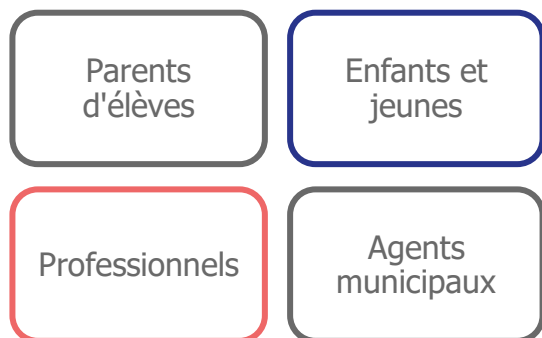 Parents
d'élèves
Enfants et
jeunes
Professionnels
Agents
municipaux